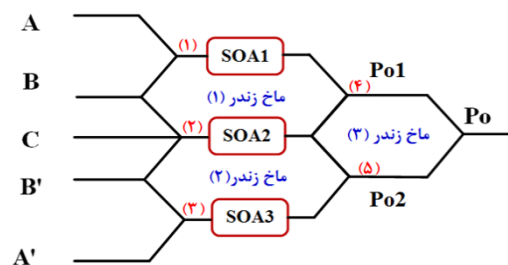 A
(۱) SOA1
B
Po1
(۴)
ماخ زندر (۱)
Po
C
(۲) SOA2
ماخ زندر (۳)
B'
ماخ زندر(۲)
(۵)
Po2
(۳) SOA3
A'